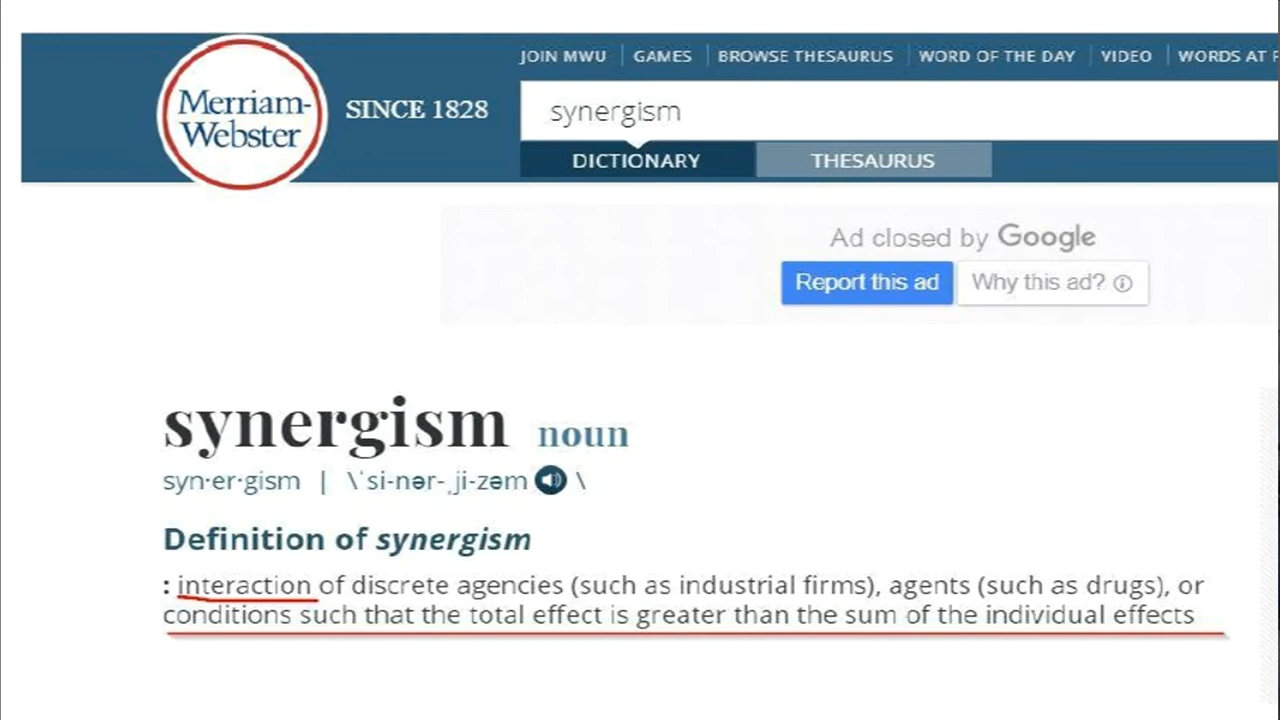 JOIN MWU | GAMES | BROWSE THESAURUS | WORD OF THE DAY | VIDEO | WORDS AT
Merriam-
Webster
SINCE 1828
synergism
DICTIONARY THESAURUS
Ad closed by Google
Report this ad Why this ad?
synergism noun
syn·er·gism | \ˈsi-nər-ˌji-zəm \
Definition of synergism
: interaction of discrete agencies (such as industrial firms), agents (such as drugs), or
conditions such that the total effect is greater than the sum of the individual effects